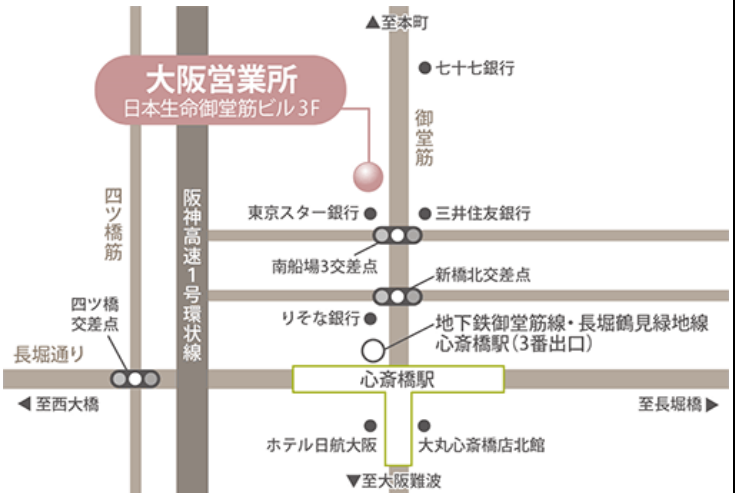 ▲至本町
七十七銀行
大阪営業所
日本生命御堂筋ビル3F
御堂筋
四ツ橋筋
阪神高速1号環状線
東京スター銀行
三井住友銀行
南船場3交差点
新橋北交差点
四ツ橋
交差点
りそな銀行
地下鉄御堂筋線・長堀鶴見緑地線
心斎橋駅(3番出口)
長堀通り
心斎橋駅
◀至西大橋
至長堀橋▶
ホテル日航大阪
大丸心斎橋店北館
▼至大阪難波